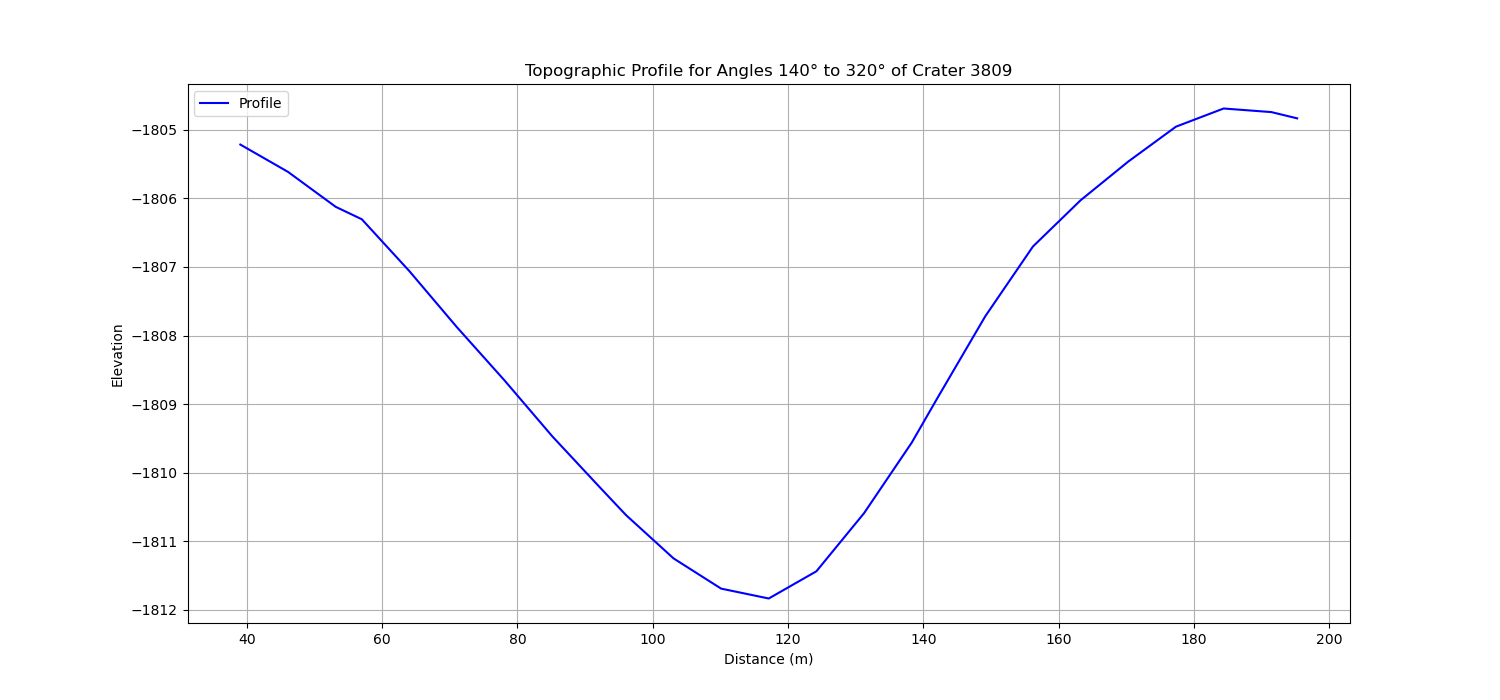 Topographic Profile for Angles 140° to 320° of Crater 3809
Profile
−1805
−1806
−1807
−1808
−1809
−1810
−1811
−1812
Elevation
40 60 80 100 120 140 160 180 200
Distance (m)